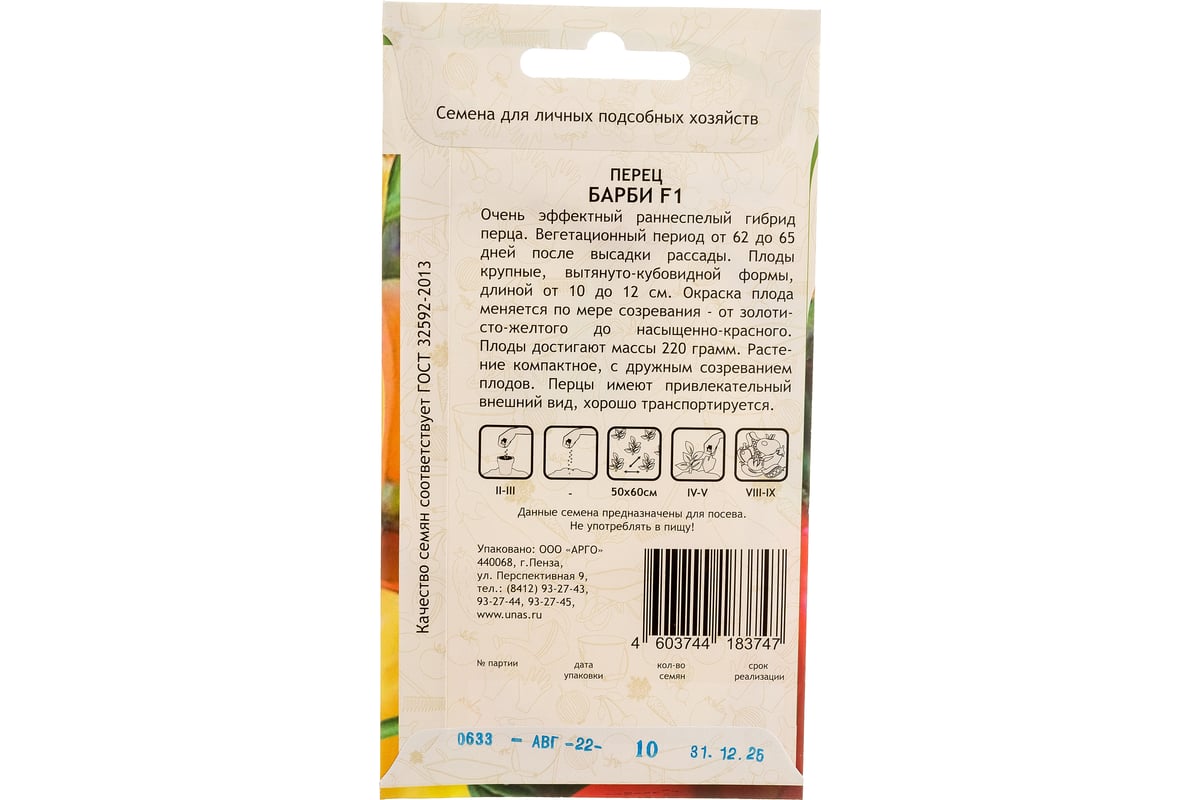 Семена для личных подсобных хозяйств
ПЕРЕЦ
БАРБИ F1
Очень эффектный раннеспелый гибрид
перца. Вегетационный период от 62 до 65
дней после высадки рассады. Плоды
крупные, вытянуто-кубовидной формы,
длиной от 10 до 12 см. Окраска плода
меняется по мере созревания - от золоти-
сто-желтого до насыщенно-красного.
Плоды достигают массы 220 грамм. Расте-
ние компактное, с дружным созреванием
плодов. Перцы имеют привлекательный
внешний вид, хорошо транспортируется.
Качество семян соответствует ГОСТ 32592-2013
II-III - 50х60см IV-V VIII-IX
Данные семена предназначены для посева.
Не употреблять в пищу!
Упаковано: ООО «АРГО»
440068, г.Пенза,
ул. Перспективная 9,
тел.: (8412) 93-27-43,
93-27-44, 93-27-45,
www.unas.ru
4 603744 183747
№ партии дата кол-во срок
упаковки семян реализации
0633 - АВГ -22- 10 31.12.26